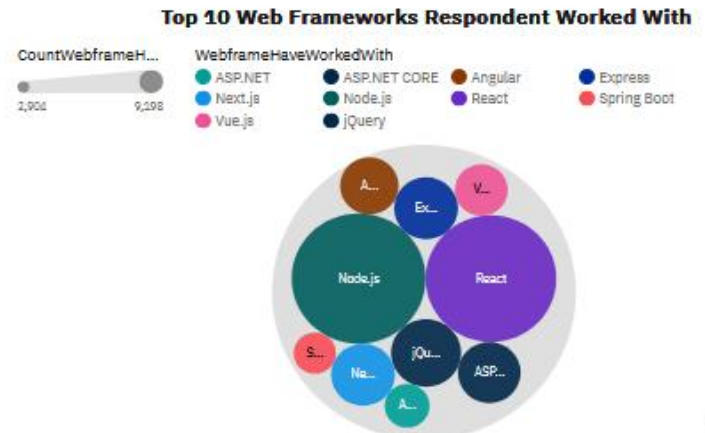 Top 10 Web Frameworks Respondent Worked With
CountWebframeH... WebframeHaveWorkedWith
ASP.NET ASP.NET CORE Angular Express
Next.js Node.js React Spring Boot
2,904 9,298
Vue.js jQuery
A...
V...
Ex...
Node.js React
S...
jQu...
Ne...
ASP...
A...